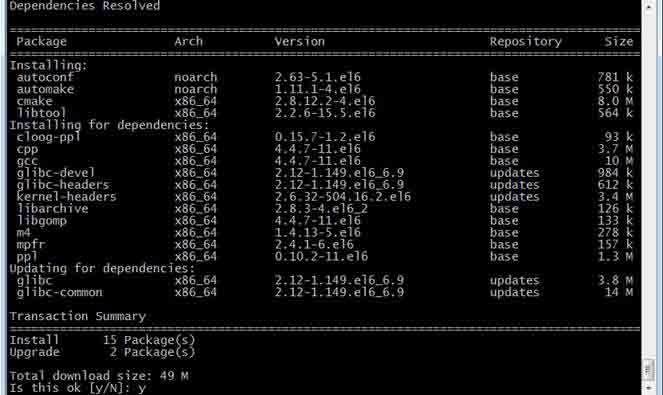 Dependencies Resolved
================================================================================
Package Arch Version Repository Size
================================================================================
Installing:
autoconf noarch 2.63-5.1.el6 base 781 k
automake noarch 1.11.1-4.el6 base 550 k
cmake x86_64 2.8.12.2-4.el6 base 8.0 M
libtool x86_64 2.2.6-15.5.el6 base 564 k
Installing for dependencies:
cloog-ppl x86_64 0.15.7-1.2.el6 base 93 k
cpp x86_64 4.4.7-11.el6 base 3.7 M
gcc x86_64 4.4.7-11.el6 base 10 M
glibc-devel x86_64 2.12-1.149.el6_6.9 updates 984 k
glibc-headers x86_64 2.12-1.149.el6_6.9 updates 612 k
kernel-headers x86_64 2.6.32-504.16.2.el6 updates 3.4 M
libarchive x86_64 2.8.3-4.el6_2 base 126 k
libgomp x86_64 4.4.7-11.el6 base 133 k
m4 x86_64 1.4.13-5.el6 base 278 k
mpfr x86_64 2.4.1-6.el6 base 157 k
ppl x86_64 0.10.2-11.el6 base 1.3 M
Updating for dependencies:
glibc x86_64 2.12-1.149.el6_6.9 updates 3.8 M
glibc-common x86_64 2.12-1.149.el6_6.9 updates 14 M
Transaction Summary
================================================================================
Install 15 Package(s)
Upgrade 2 Package(s)
Total download size: 49 M
Is this ok [y/N]: y